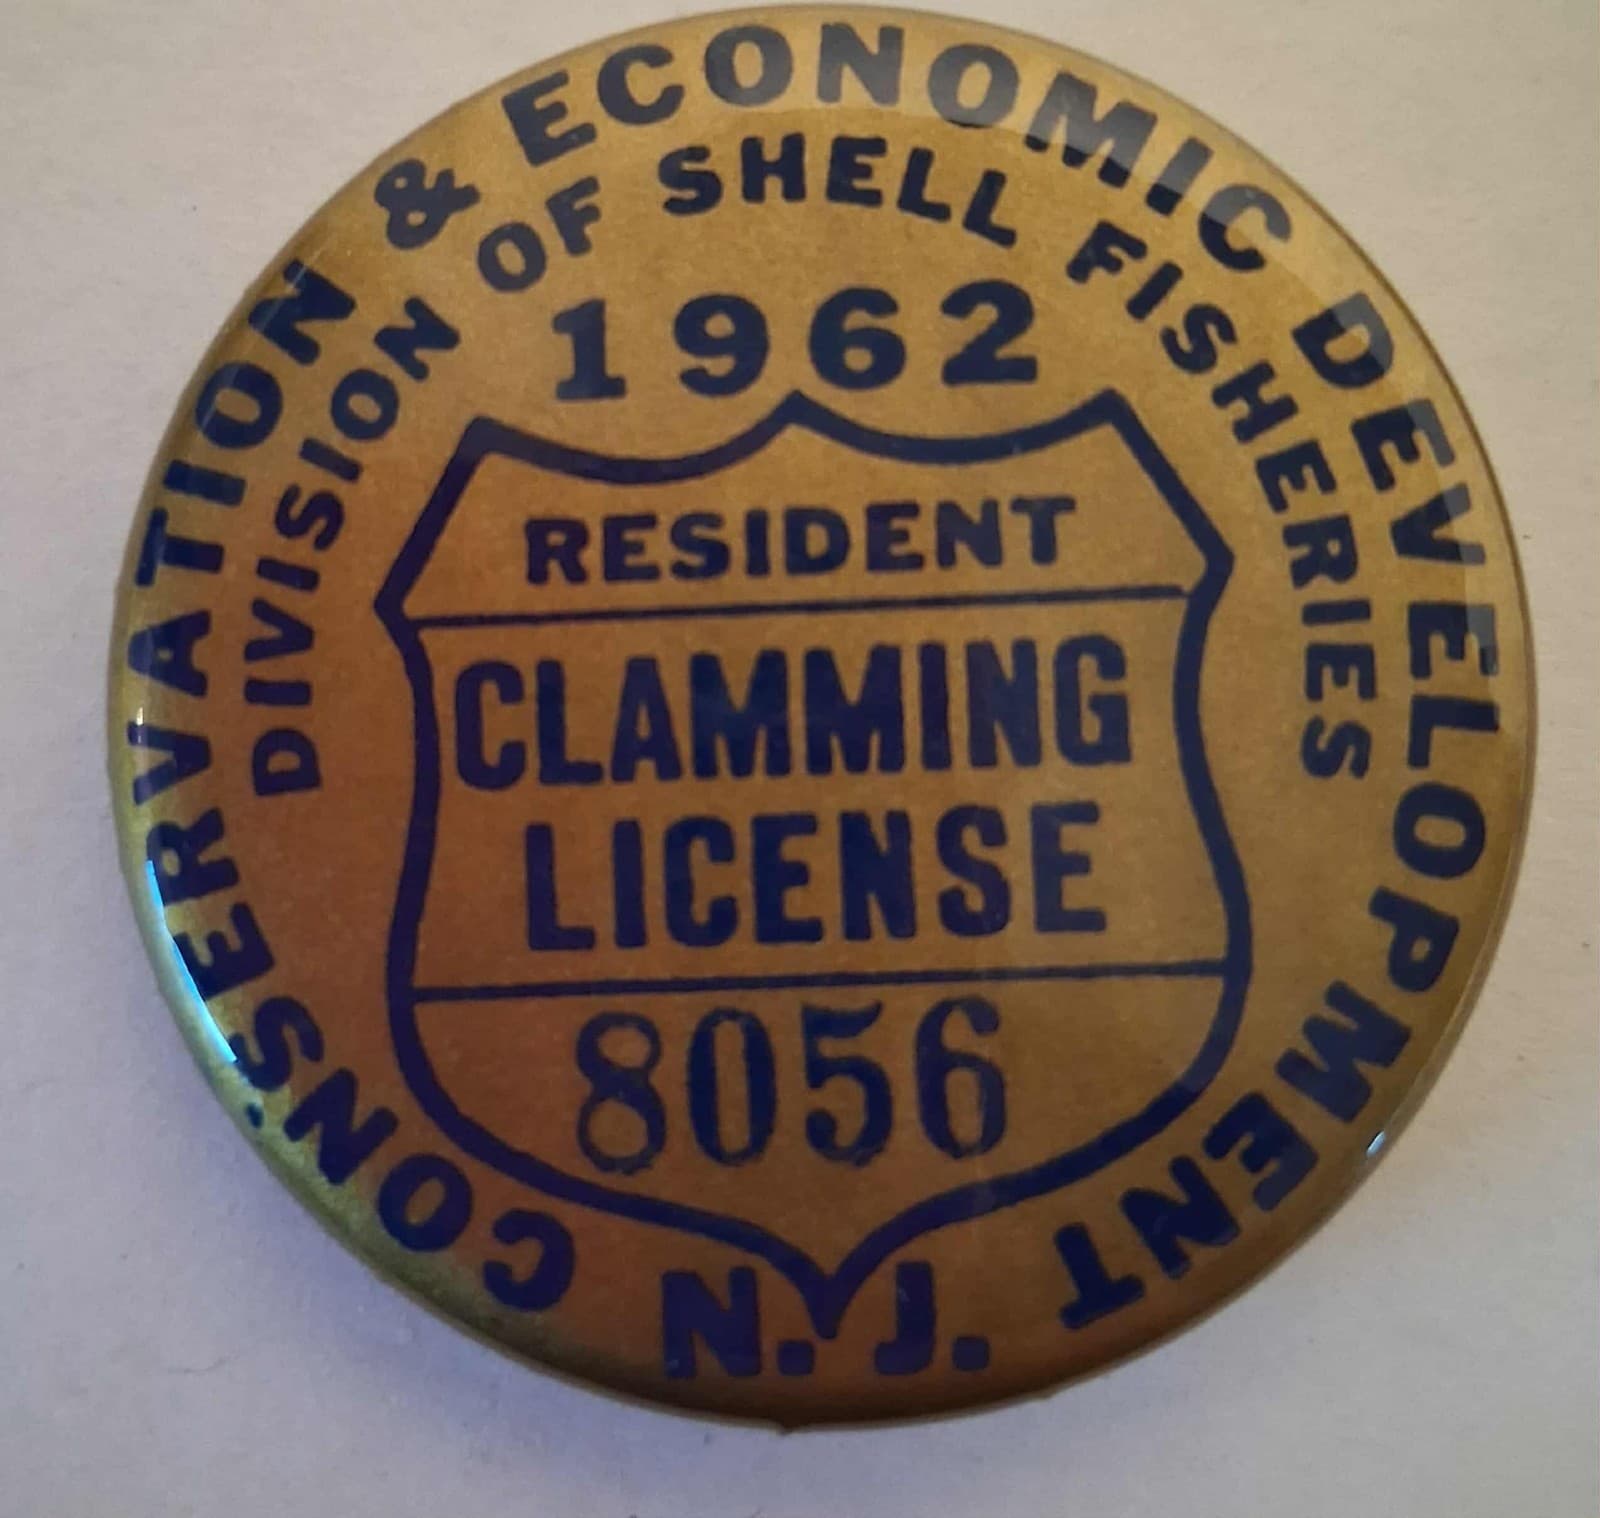 CONSERVATION & ECONOMIC DEVELOPMENT
DIVISION OF SHELL FISHERIES
1962
RESIDENT
CLAMMING
LICENSE
8056
N.J.